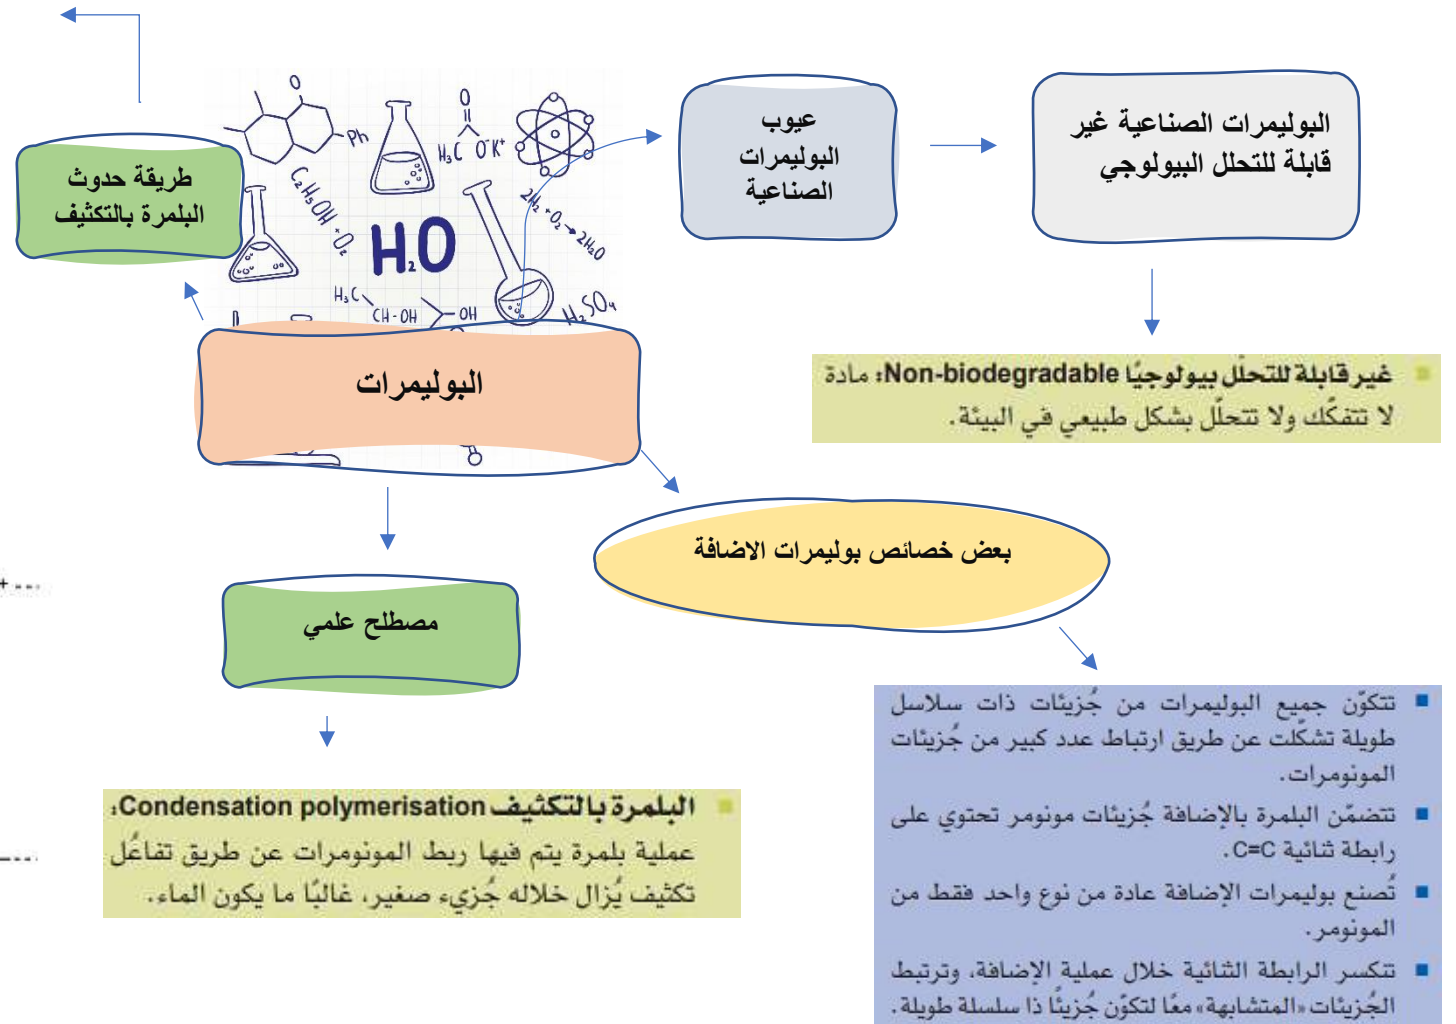 البوليمرات الصناعية غير
قابلة للتحلل البيولوجي
عيوب
البوليمرات
الصناعية
طريقة حدوث
البلمرة بالتكثيف
O
Ph
O
H₃C O⁻K⁺
C₂H₅OH + O₂
H₂O
2H₂ + O₂ → 2H₂O
H₃C
CH-OH
OH
H₂SO₄
البوليمرات
غير قابلة للتحلّل بيولوجيًا Non-biodegradable: مادة
لا تتفكّك ولا تتحلّل بشكل طبيعي في البيئة.
بعض خصائص بوليمرات الاضافة
مصطلح علمي
+ ---
البلمرة بالتكثيف Condensation polymerisation:
عملية بلمرة يتم فيها ربط المونومرات عن طريق تفاعُل
تكثيف يُزال خلاله جُزيء صغير، غالبًا ما يكون الماء.
■ تتكوّن جميع البوليمرات من جُزيئات ذات سلاسل
طويلة تشكّلت عن طريق ارتباط عدد كبير من جُزيئات
المونومرات.
■ تتضمّن البلمرة بالإضافة جُزيئات مونومر تحتوي على
رابطة ثنائية C=C.
■ تُصنع بوليمرات الإضافة عادة من نوع واحد فقط من
المونومر.
■ تتكسر الرابطة الثنائية خلال عملية الإضافة، وترتبط
الجُزيئات «المتشابهة» معًا لتكوّن جُزيئًا ذا سلسلة طويلة.